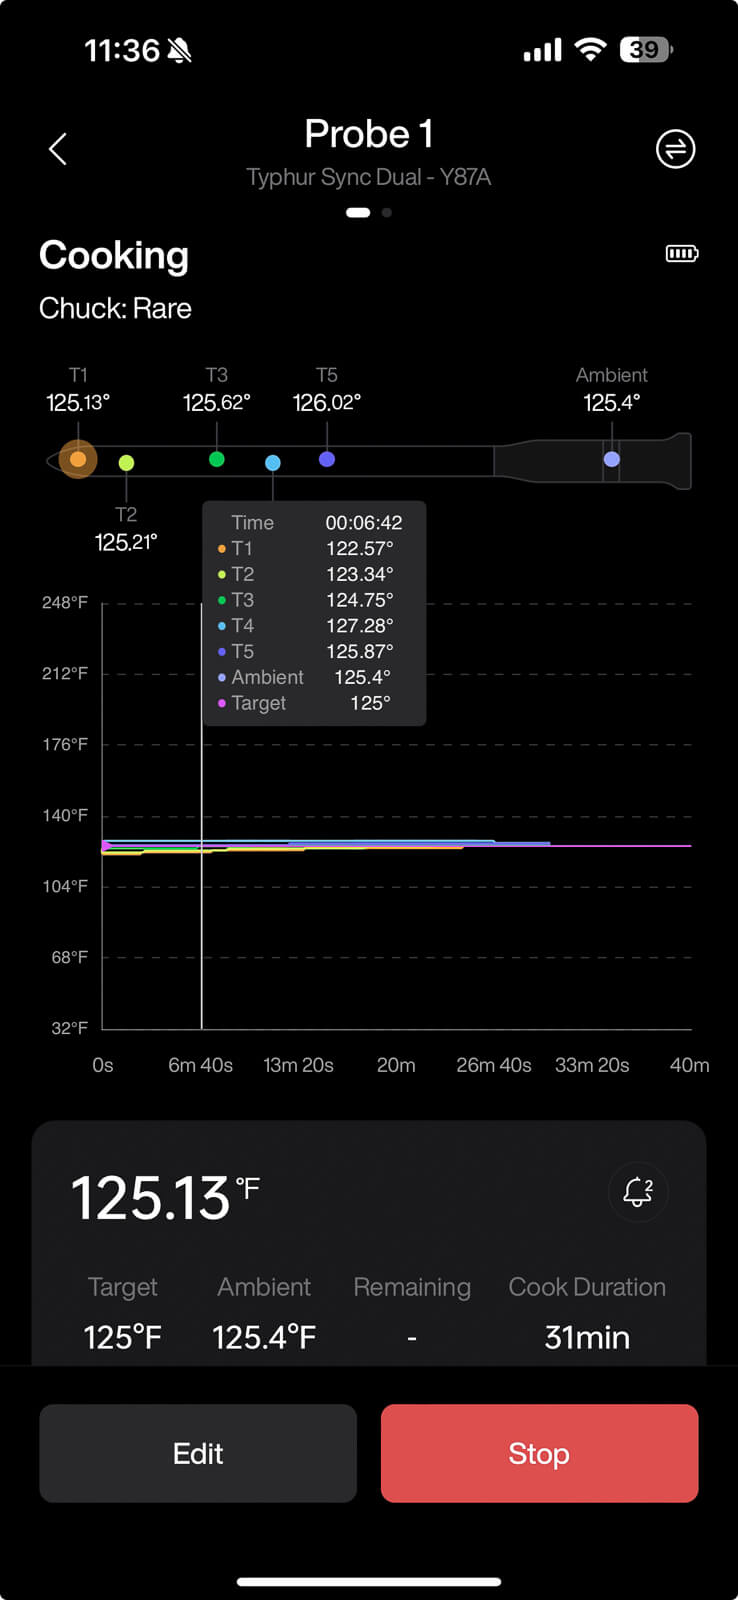 11:36
39
Probe 1
Typhur Sync Dual - Y87A
Cooking
Chuck: Rare
T1 T3 T5 Ambient
125.13° 125.62° 126.02° 125.4°
T2
125.21°
Time 00:06:42
T1 122.57°
T2 123.34°
T3 124.75°
T4 127.28°
T5 125.87°
Ambient 125.4°
Target 125°
248°F
212°F
176°F
140°F
104°F
68°F
32°F
0s 6m 40s 13m 20s 20m 26m 40s 33m 20s 40m
125.13°F
2
Target Ambient Remaining Cook Duration
125°F 125.4°F - 31min
Edit Stop